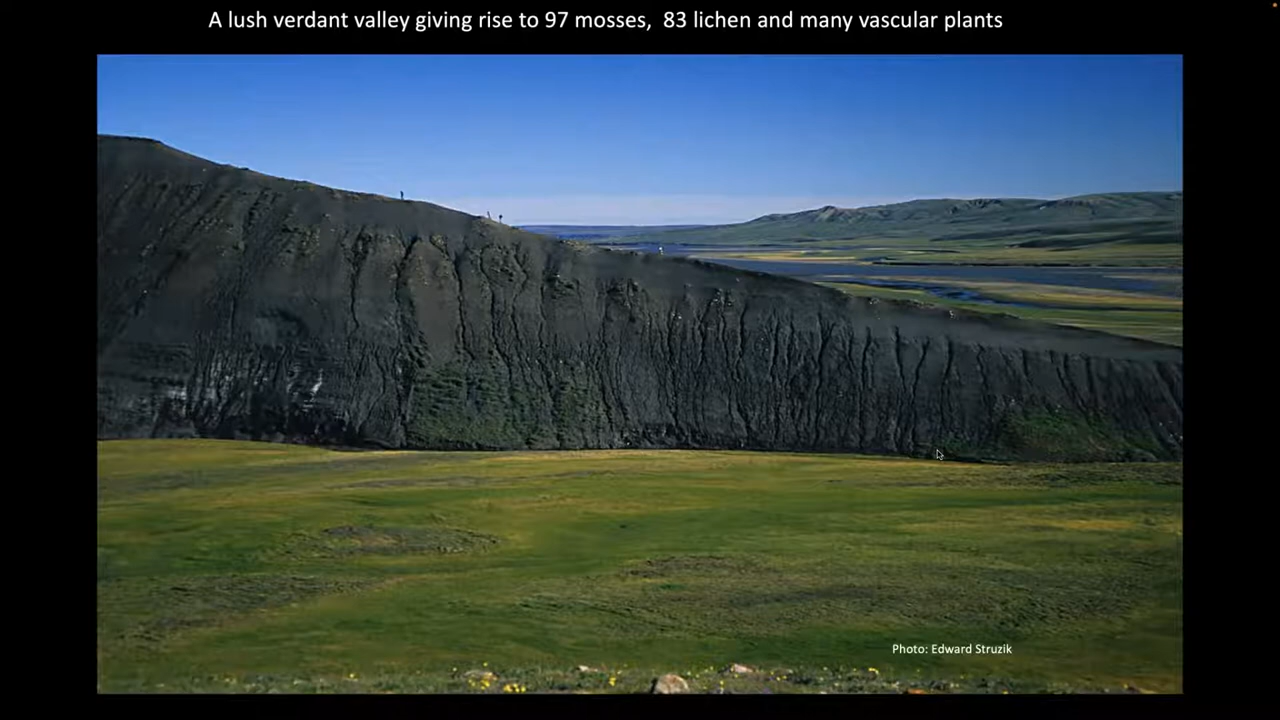 A lush verdant valley giving rise to 97 mosses,  83 lichen and many vascular plants
Photo: Edward Struzik